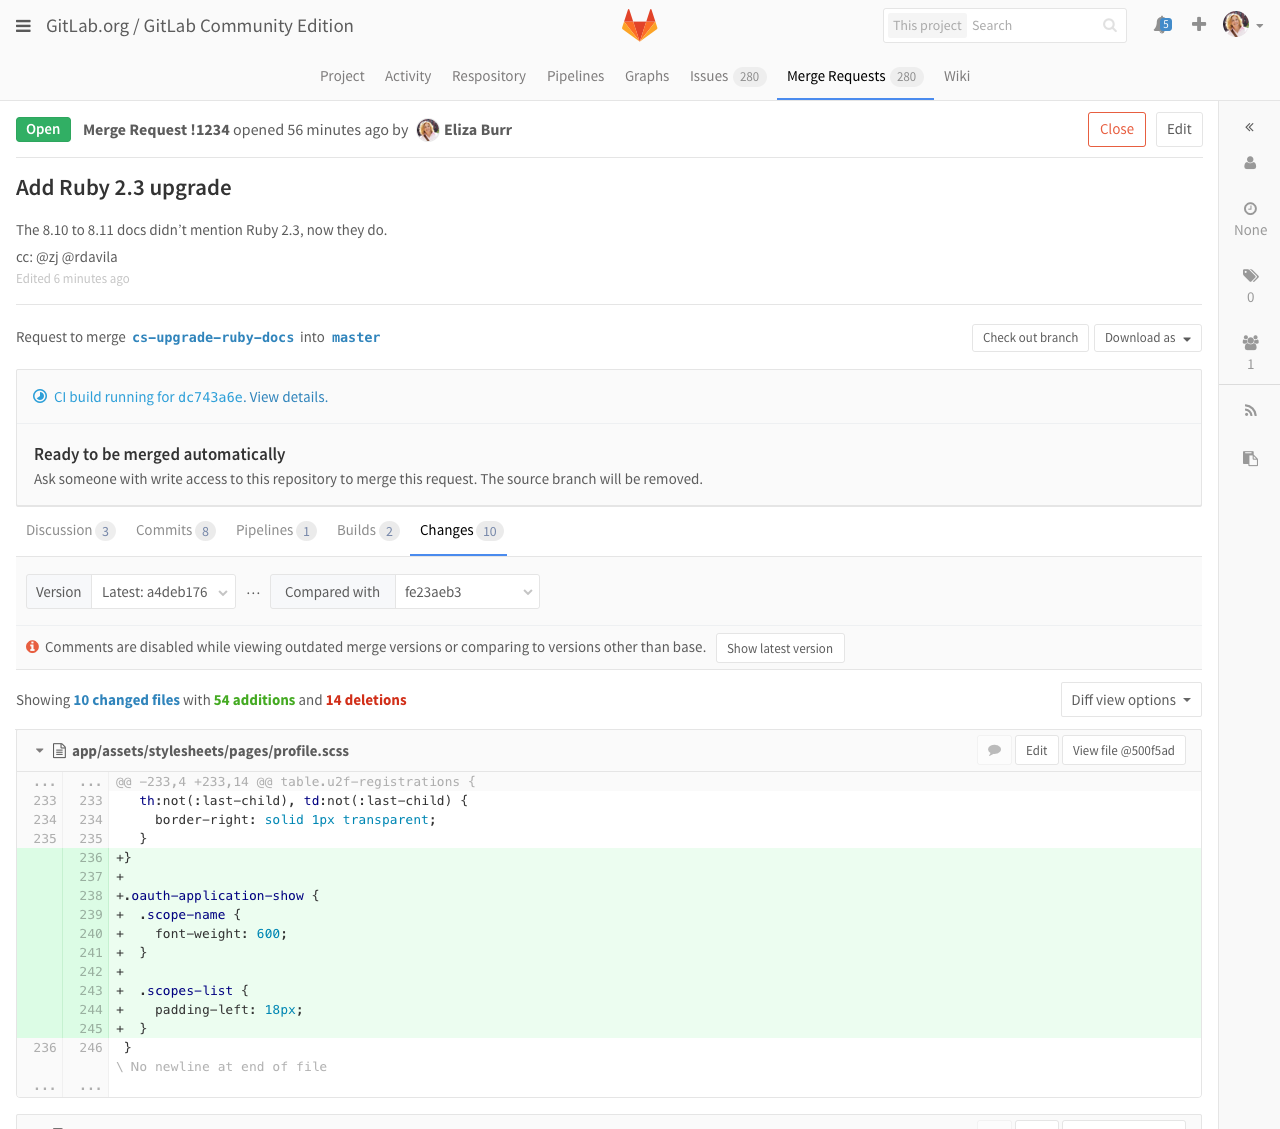 GitLab.org / GitLab Community Edition
This project Search
5
Project Activity Respository Pipelines Graphs Issues 280 Merge Requests 280 Wiki
Open Merge Request !1234 opened 56 minutes ago by Eliza Burr Close Edit
Add Ruby 2.3 upgrade
The 8.10 to 8.11 docs didn’t mention Ruby 2.3, now they do.
cc: @zj @rdavila
Edited 6 minutes ago
None
0
1
Request to merge cs-upgrade-ruby-docs into master Check out branch Download as
CI build running for dc743a6e. View details.
Ready to be merged automatically
Ask someone with write access to this repository to merge this request. The source branch will be removed.
Discussion 3 Commits 8 Pipelines 1 Builds 2 Changes 10
Version Latest: a4deb176 ... Compared with fe23aeb3
Comments are disabled while viewing outdated merge versions or comparing to versions other than base. Show latest version
Showing 10 changed files with 54 additions and 14 deletions Diff view options
app/assets/stylesheets/pages/profile.scss Edit View file @500f5ad
... ... @@ -233,4 +233,14 @@ table.u2f-registrations {
233 233 th:not(:last-child), td:not(:last-child) {
234 234 border-right: solid 1px transparent;
235 235 }
236 +}
237 +
238 +.oauth-application-show {
239 + .scope-name {
240 + font-weight: 600;
241 + }
242 +
243 + .scopes-list {
244 + padding-left: 18px;
245 + }
236 246 }
\ No newline at end of file
... ...